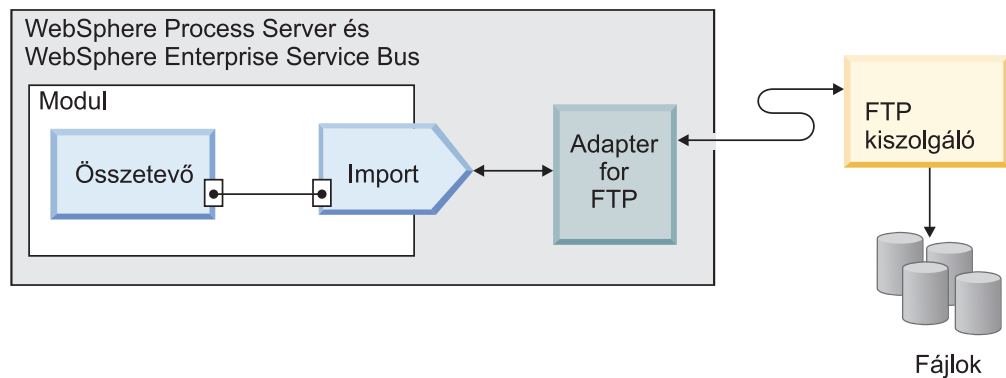 WebSphere Process Server és
WebSphere Enterprise Service Bus
Modul
Összetevő
Import
Adapter
for
FTP
FTP
kiszolgáló
Fájlok